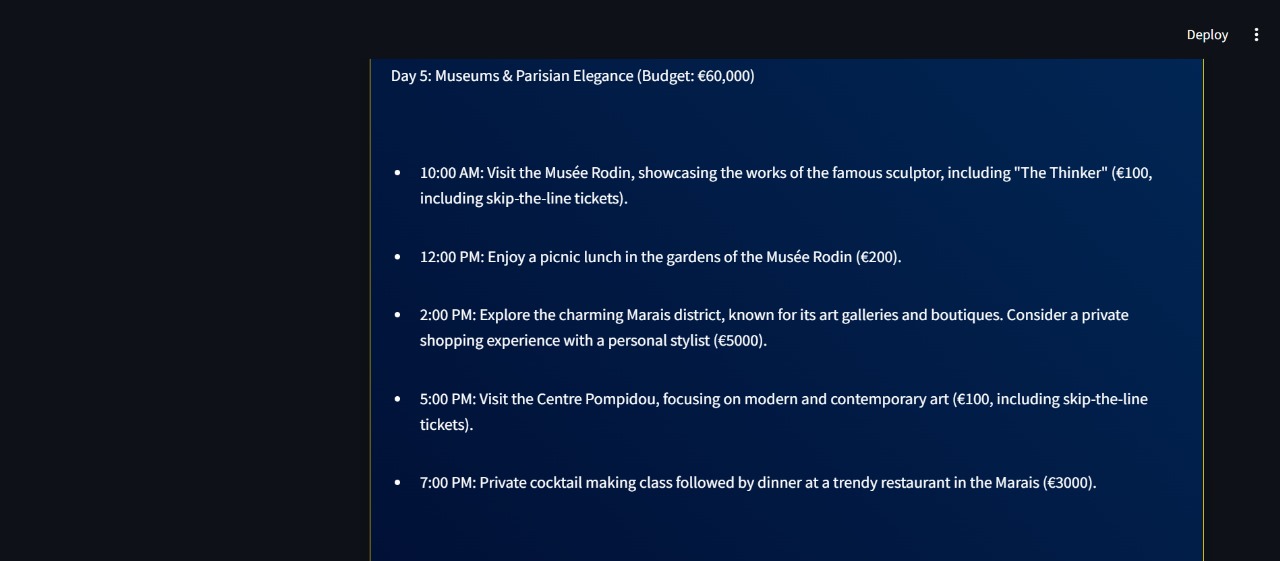 Deploy
Day 5: Museums & Parisian Elegance (Budget: €60,000)
• 10:00 AM: Visit the Musée Rodin, showcasing the works of the famous sculptor, including "The Thinker" (€100,
including skip-the-line tickets).
• 12:00 PM: Enjoy a picnic lunch in the gardens of the Musée Rodin (€200).
• 2:00 PM: Explore the charming Marais district, known for its art galleries and boutiques. Consider a private
shopping experience with a personal stylist (€5000).
• 5:00 PM: Visit the Centre Pompidou, focusing on modern and contemporary art (€100, including skip-the-line
tickets).
• 7:00 PM: Private cocktail making class followed by dinner at a trendy restaurant in the Marais (€3000).